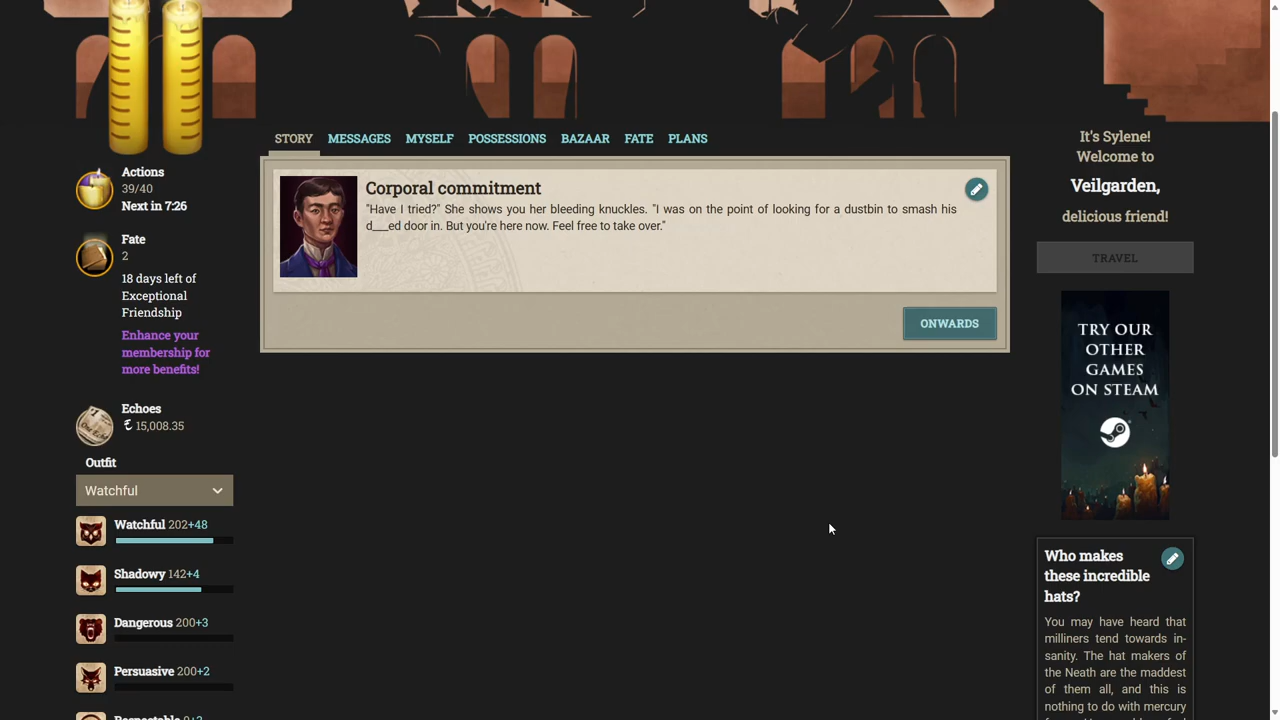 STORY MESSAGES MYSELF POSSESSIONS BAZAAR FATE PLANS
Actions
39/40
Next in 7:26
Fate
2
18 days left of
Exceptional
Friendship
Enhance your
membership for
more benefits!
Echoes
15,008.35
Outfit
Watchful
Watchful 202+48
Shadowy 142+4
Dangerous 200+3
Persuasive 200+2
Corporal commitment
"Have I tried?" She shows you her bleeding knuckles. "I was on the point of looking for a dustbin to smash his
d___ed door in. But you're here now. Feel free to take over."
ONWARDS
It's Sylene!
Welcome to
Veilgarden,
delicious friend!
TRAVEL
TRY OUR
OTHER
GAMES
ON STEAM
Who makes
these incredible
hats?
You may have heard that
milliners tend towards in-
sanity. The hat makers of
the Neath are the maddest
of them all, and this is
nothing to do with mercury